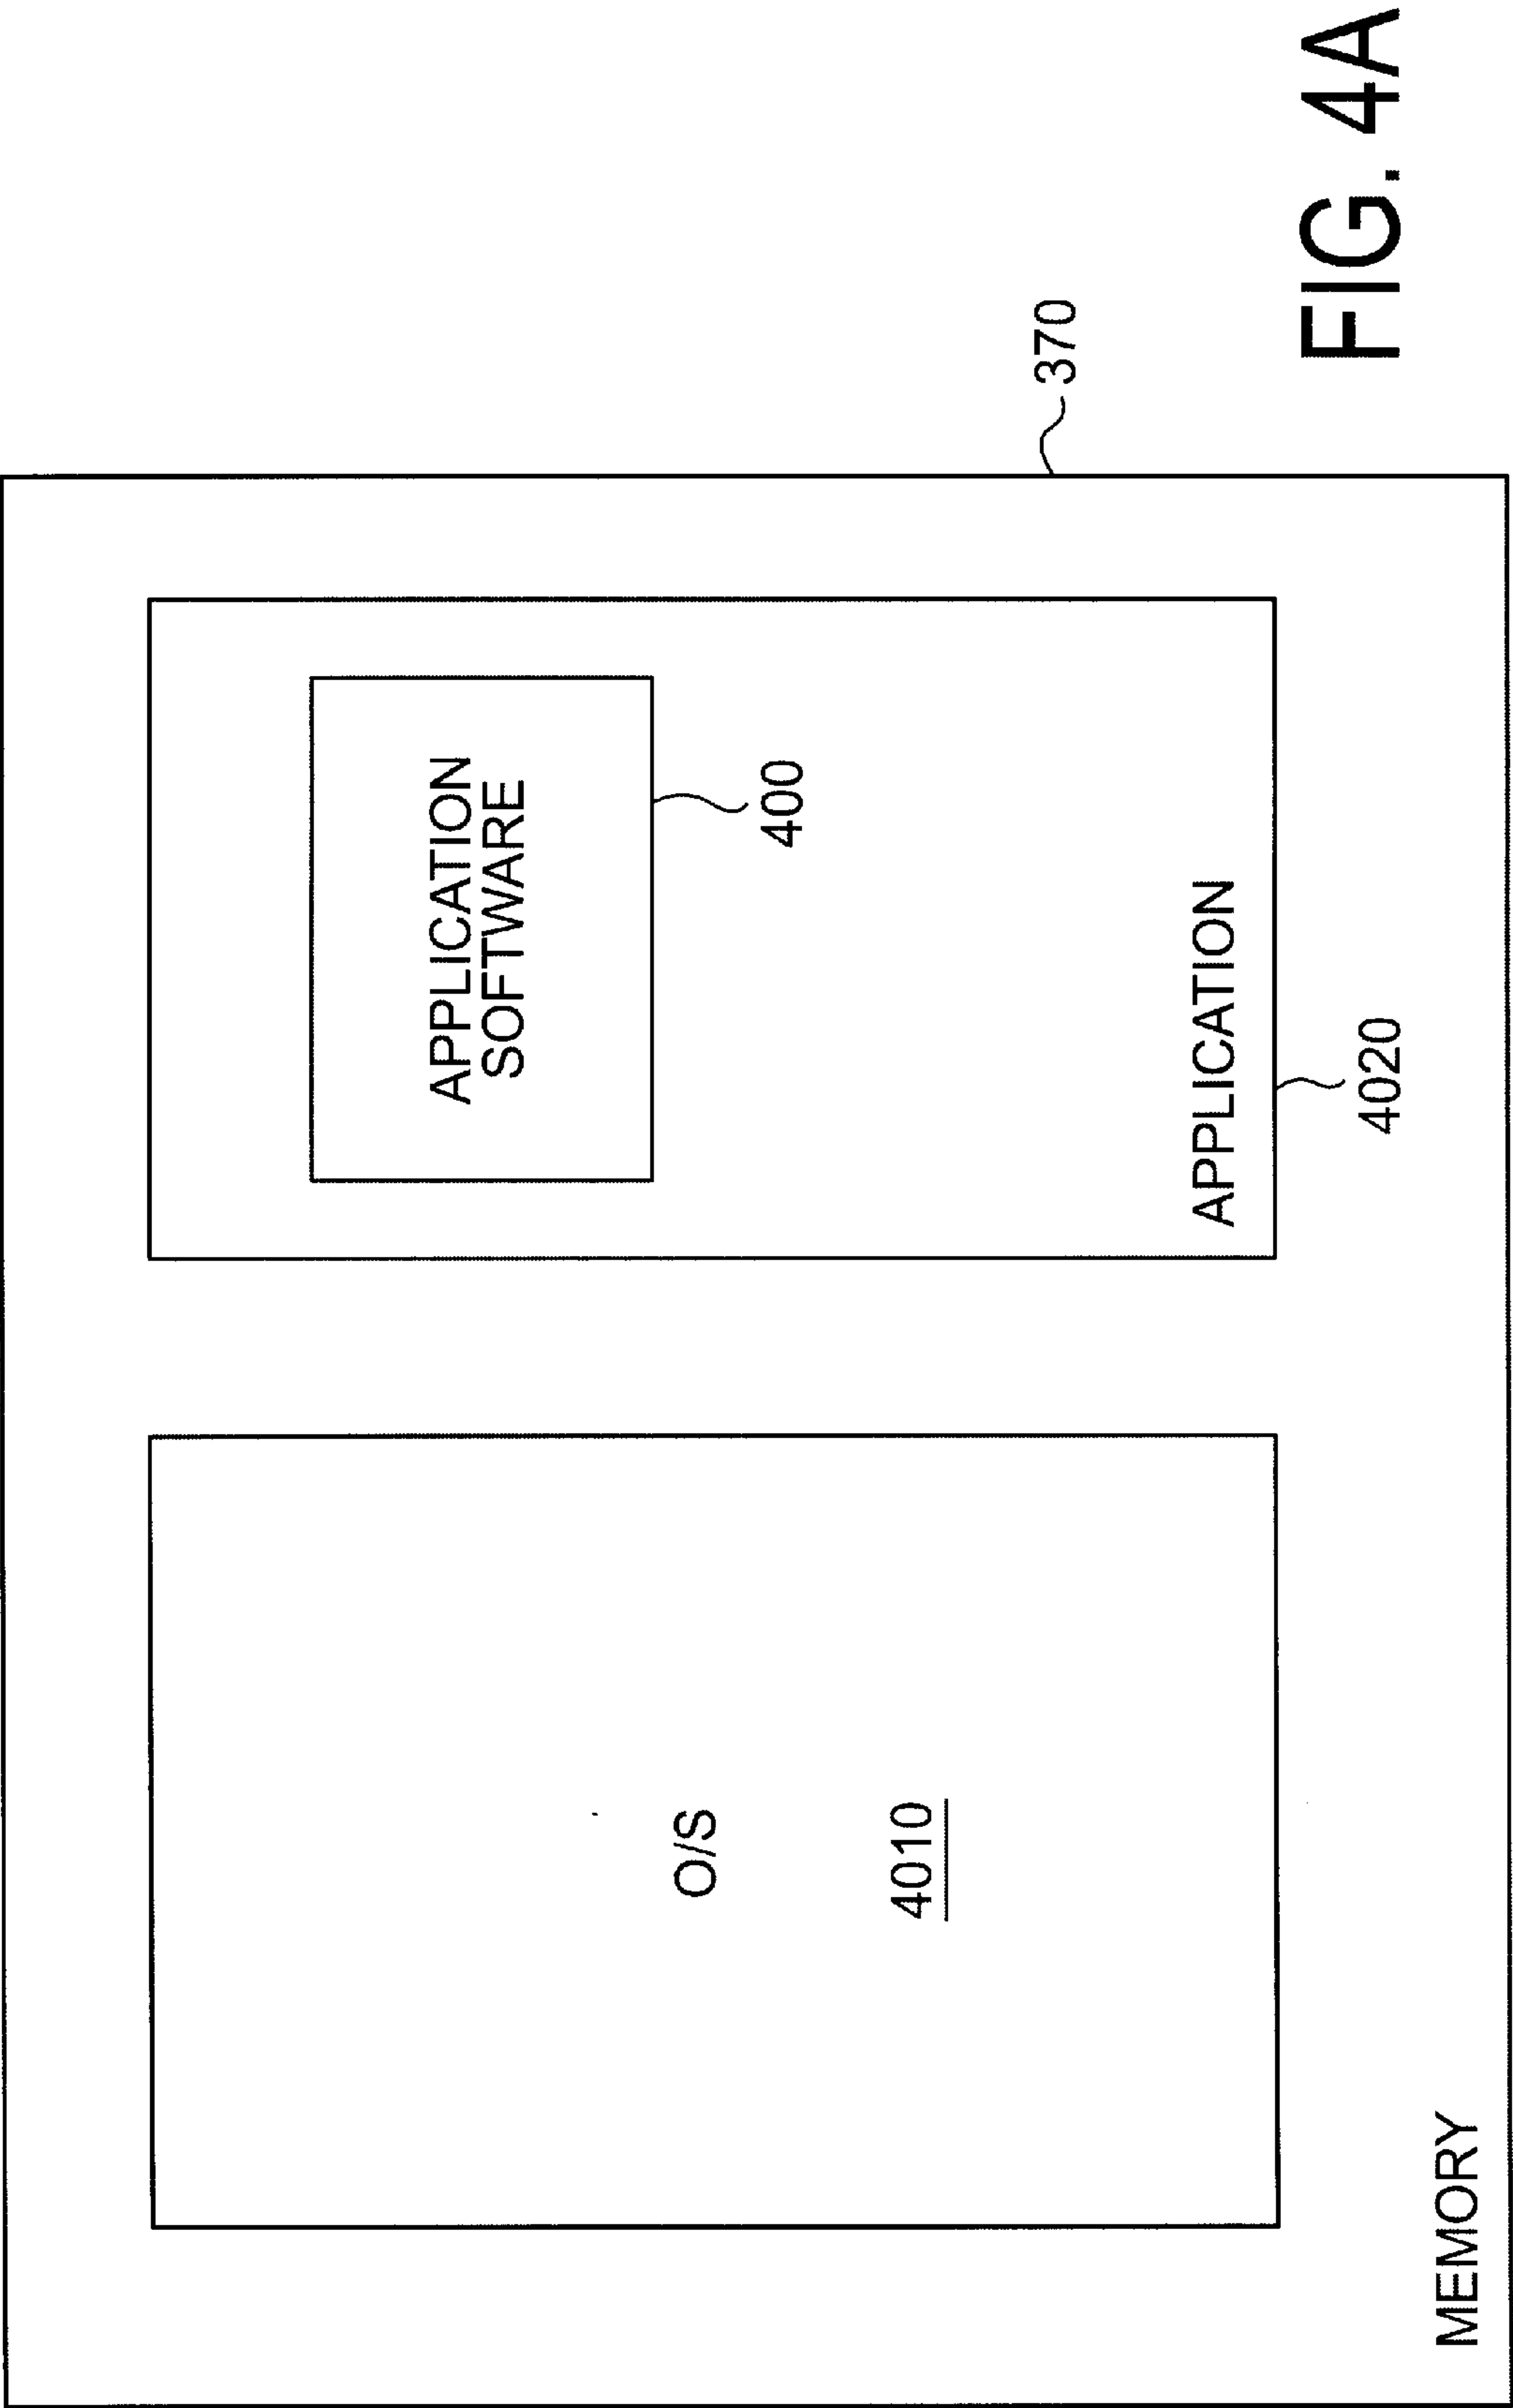 APPLICATION
SOFTWARE
400
O/S
4010
APPLICATION
4020
MEMORY
370
FIG. 4A